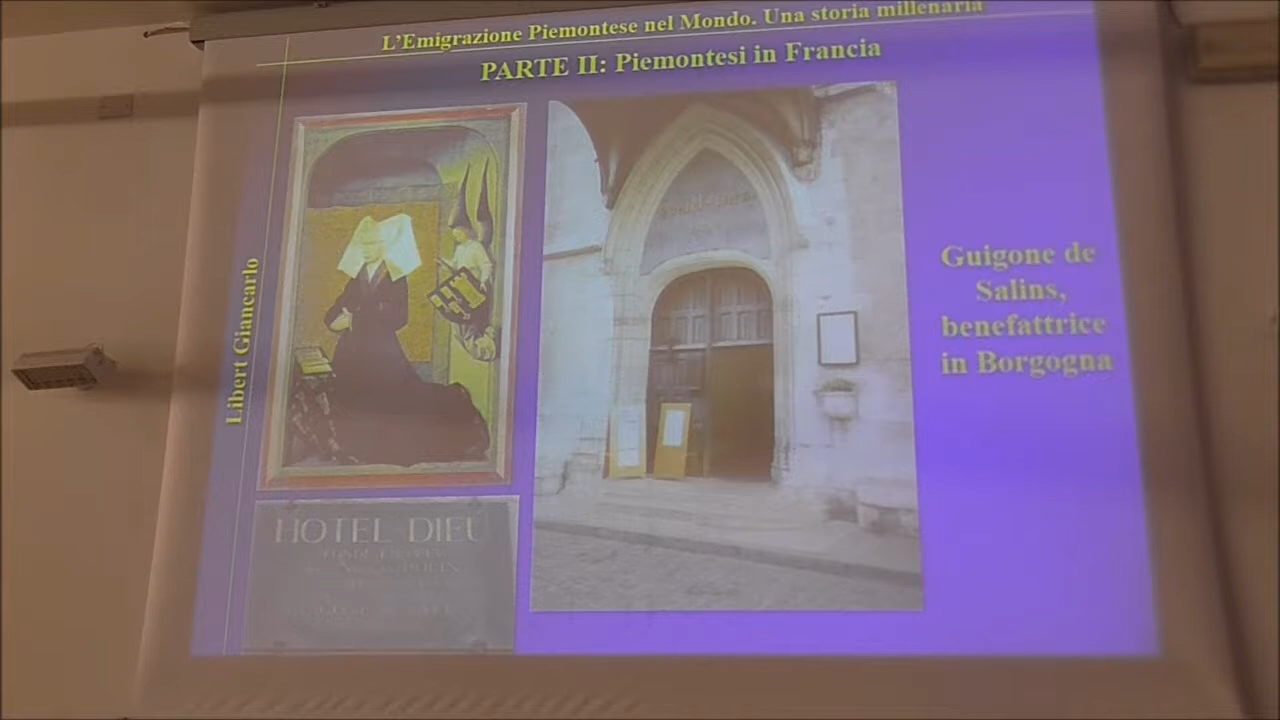 L'Emigrazione Piemontese nel Mondo. Una storia millenaria
PARTE II: Piemontesi in Francia
Libert Giancarlo
Guigone de
Salins,
benefattrice
in Borgogna
HOTEL-DIEU